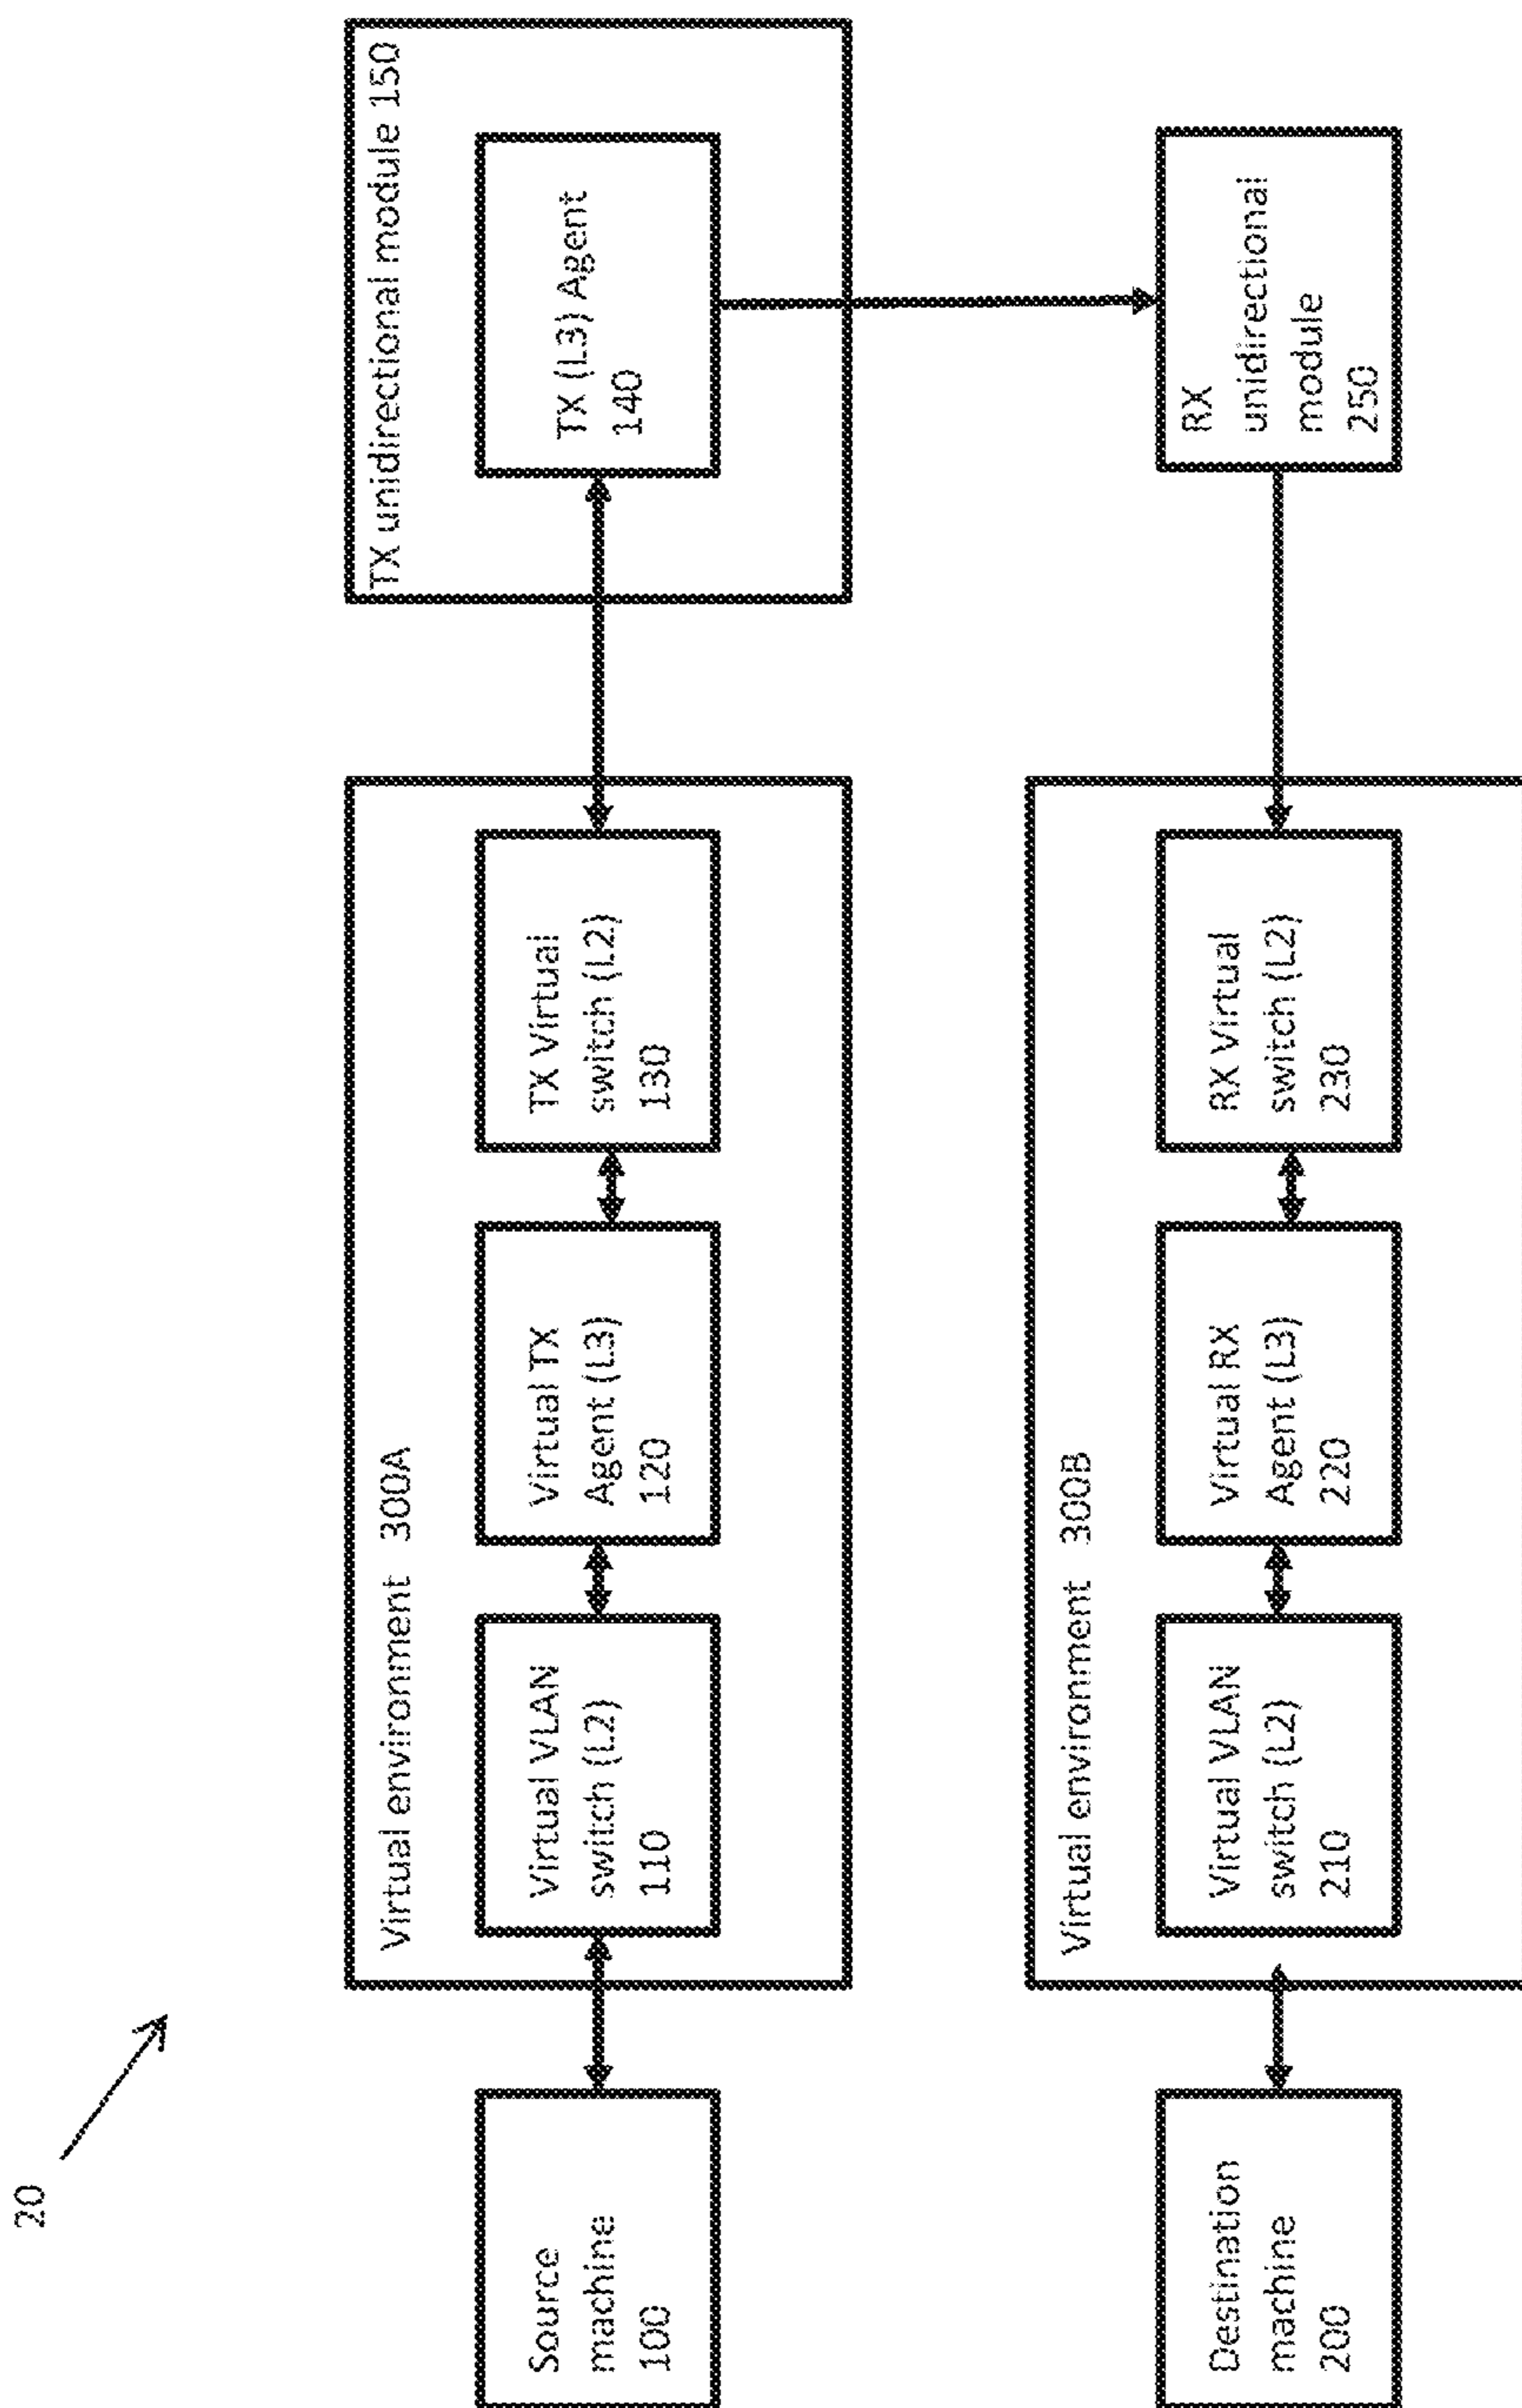 20
Source
machine
100
Virtual environment 300A
Virtual VLAN
switch (L2)
110
Virtual TX
Agent (L3)
120
TX Virtual
switch (L2)
130
TX unidirectional module 150
TX (L3) Agent
140
Destination
machine
200
Virtual environment 300B
Virtual VLAN
switch (L2)
210
Virtual RX
Agent (L3)
220
RX Virtual
switch (L2)
230
RX
unidirectional
module
250